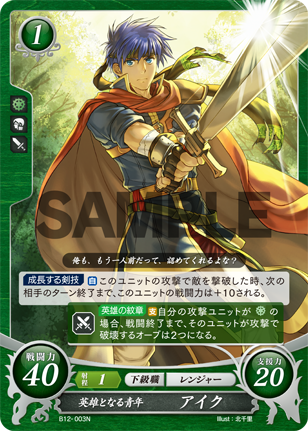 1
SAMPLE
俺も、もう一人前だって、認めてくれるよな?
成長する剣技 自 このユニットの攻撃で敵を撃破した時、次の
相手のターン終了まで、このユニットの戦闘力は+10される。
英雄の紋章 支 自分の攻撃ユニットが
の場合、戦闘終了まで、そのユニットが攻撃で
破壊するオーブは2つになる。
戦闘力 40
射程 1 下級職 レンジャー
支援力 20
英雄となる青年 アイク
B12-003N Illust:北千里